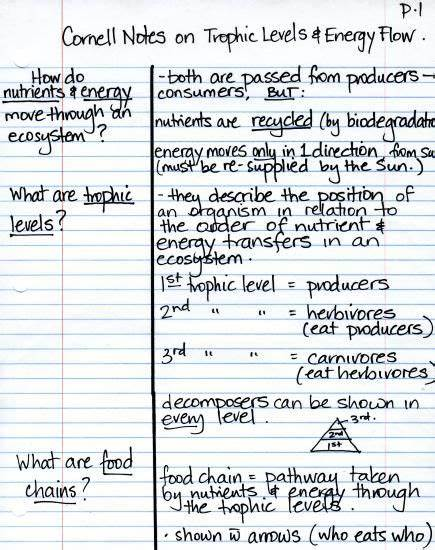 p.1
Cornell Notes on Trophic Levels & Energy Flow.
How do
nutrients & energy
move through an
ecosystem?
- both are passed from producers →
consumers, BUT:
nutrients are recycled (by
energy moves only in 1 direction from
(must be re-supplied by the Sun.)
What are trophic
levels?
- they describe the position of
an organism in relation to
the order of nutrient &
energy transfers in an
ecosystem.
1st trophic level = producers
2nd " " = herbivores
(eat producers)
3rd " " = carnivores
(eat herbivores)
decomposers can be shown in
every level.
3rd.
2nd
1st
What are food
chains?
food chain = pathway taken
by nutrients & energy through
the trophic levels.
• shown w̄ arrows (who eats who)